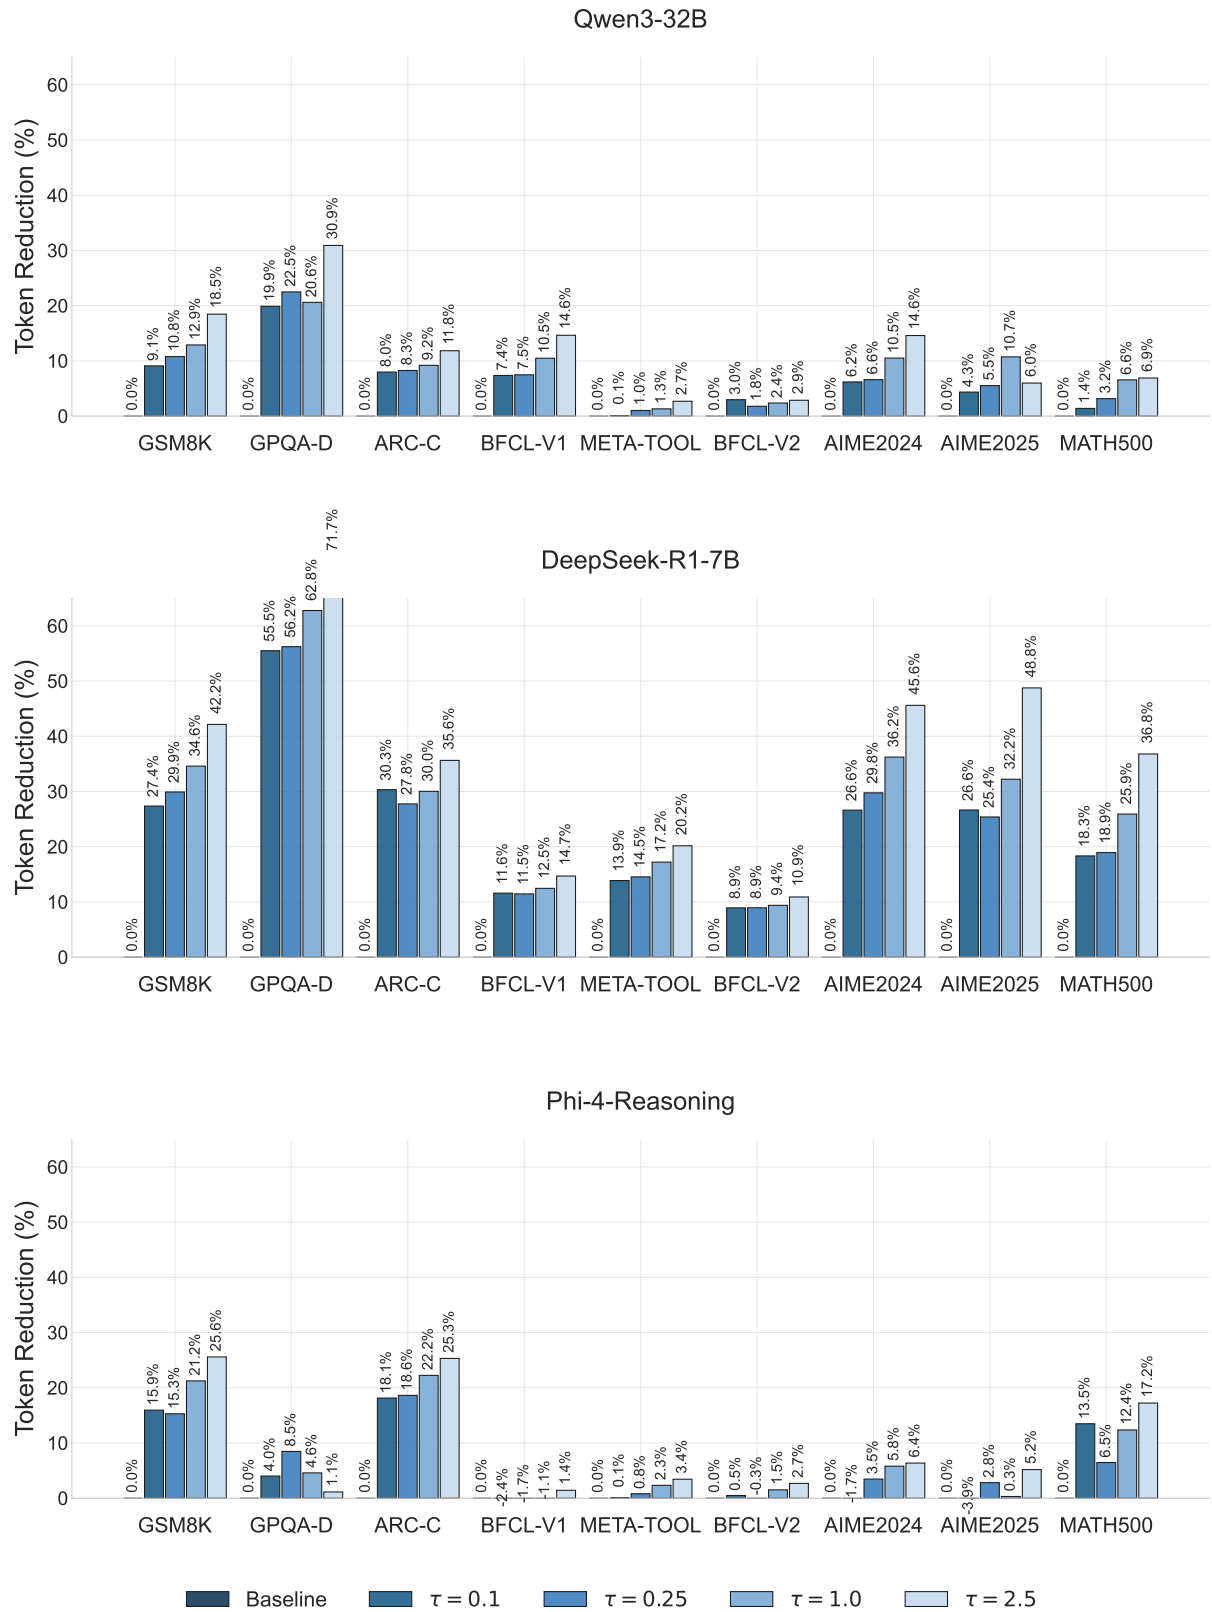 Qwen3-32B
Token Reduction (%)
60
50
40
30
20
10
0
0.0% 9.1% 10.8% 12.9% 18.5%
0.0% 19.9% 22.5% 20.6% 30.9%
0.0% 8.0% 8.3% 9.2% 11.8%
0.0% 7.4% 7.5% 10.5% 14.6%
0.0% 0.1% 1.0% 1.3% 2.7%
0.0% 3.0% 1.8% 2.4% 2.9%
0.0% 6.2% 6.6% 10.5% 14.6%
0.0% 4.3% 5.5% 10.7% 6.0%
0.0% 1.4% 3.2% 6.6% 6.9%
GSM8K GPQA-D ARC-C BFCL-V1 META-TOOL BFCL-V2 AIME2024 AIME2025 MATH500
DeepSeek-R1-7B
Token Reduction (%)
60
50
40
30
20
10
0
0.0% 27.4% 29.9% 34.6% 42.2%
0.0% 55.5% 56.2% 62.8% 71.7%
0.0% 30.3% 27.8% 30.0% 35.6%
0.0% 11.6% 11.5% 12.5% 14.7%
0.0% 13.9% 14.5% 17.2% 20.2%
0.0% 8.9% 8.9% 9.4% 10.9%
0.0% 26.6% 29.8% 36.2% 45.6%
0.0% 26.6% 25.4% 32.2% 48.8%
0.0% 18.3% 18.9% 25.9% 36.8%
GSM8K GPQA-D ARC-C BFCL-V1 META-TOOL BFCL-V2 AIME2024 AIME2025 MATH500
Phi-4-Reasoning
Token Reduction (%)
60
50
40
30
20
10
0
0.0% 15.9% 15.3% 21.2% 25.6%
0.0% 4.0% 8.5% 4.6% 1.1%
0.0% 18.1% 18.6% 22.2% 25.3%
0.0% -2.4% -1.7% -1.1% 1.4%
0.0% 0.1% 0.8% 2.3% 3.4%
0.0% 0.5% -0.3% 1.5% 2.7%
0.0% -1.7% 3.5% 5.8% 6.4%
0.0% -3.9% 2.8% 0.3% 5.2%
0.0% 13.5% 6.5% 12.4% 17.2%
GSM8K GPQA-D ARC-C BFCL-V1 META-TOOL BFCL-V2 AIME2024 AIME2025 MATH500
Baseline τ = 0.1 τ = 0.25 τ = 1.0 τ = 2.5